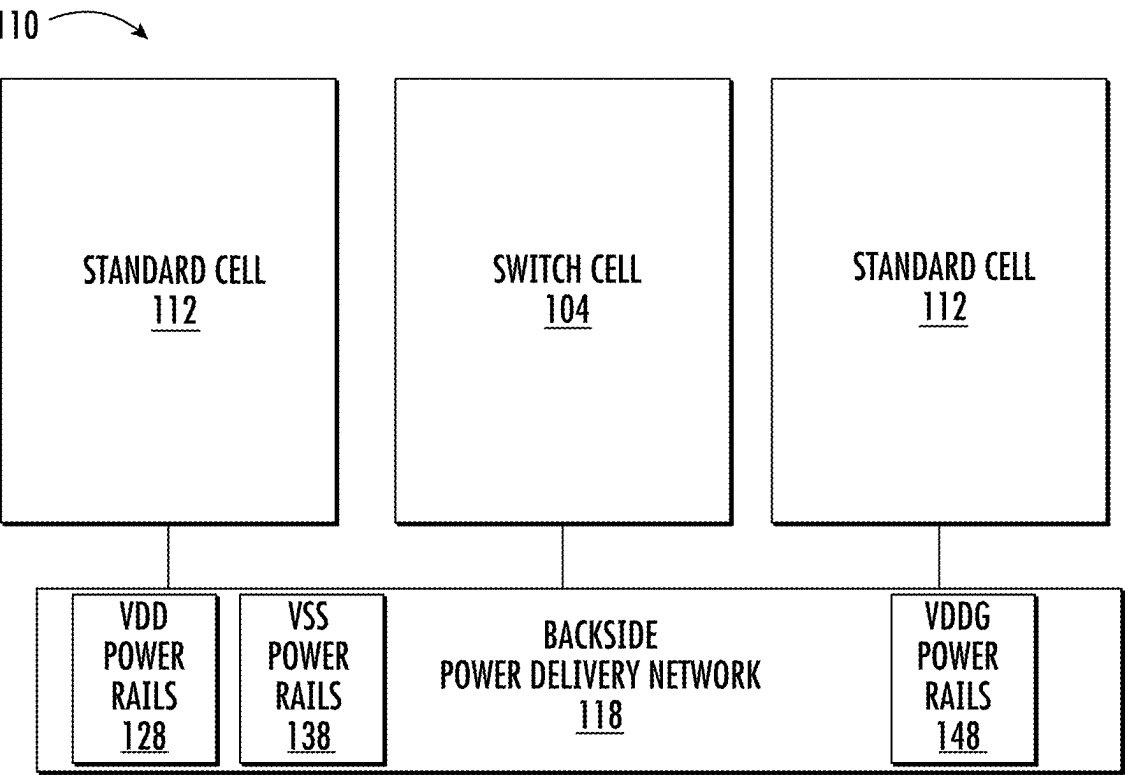 110
STANDARD CELL
112
SWITCH CELL
104
STANDARD CELL
112
VDD
POWER
RAILS
128
VSS
POWER
RAILS
138
BACKSIDE
POWER DELIVERY NETWORK
118
VDDG
POWER
RAILS
148